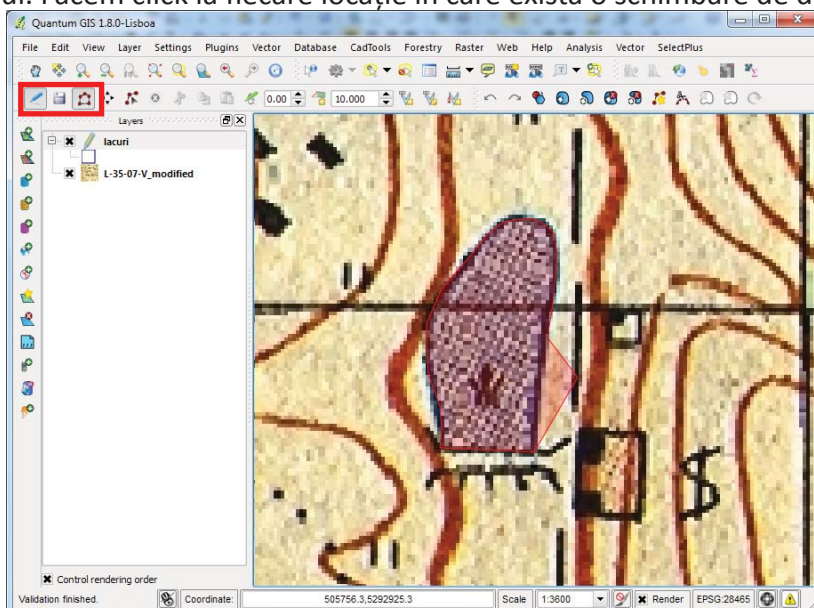 Facem click la fiecare locație în care există o schimbare de
Quantum GIS 1.8.0-Lisboa
File Edit View Layer Settings Plugins Vector Database CadTools Forestry Raster Web Help Analysis Vector SelectPlus
0.00 10.000
Layers
lacuri
L-35-07-V_modified
Control rendering order
Validation finished. Coordinate: 505756.3,5292925.3 Scale 1:3600 Render EPSG:28465